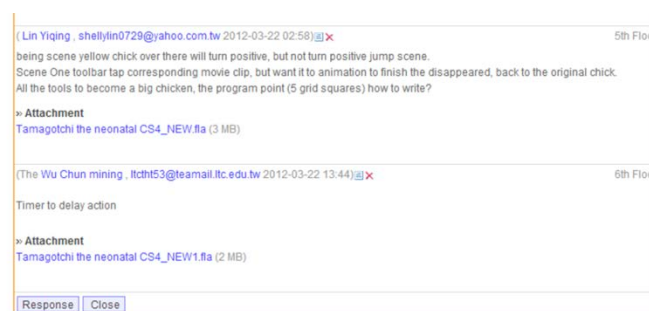 ( Lin Yiqing , shellylin0729@yahoo.com.tw 2012-03-22 02:58) 5th Flo
being scene yellow chick over there will turn positive, but not turn positive jump scene.
Scene One toolbar tap corresponding movie clip, but want it to animation to finish the disappeared, back to the original chick.
All the tools to become a big chicken, the program point (5 grid squares) how to write?
» Attachment
Tamagotchi the neonatal CS4_NEW.fla (3 MB)
(The Wu Chun mining , ltctht53@teamail.ltc.edu.tw 2012-03-22 13:44) 6th Flo
Timer to delay action
» Attachment
Tamagotchi the neonatal CS4_NEW1.fla (2 MB)
Response Close